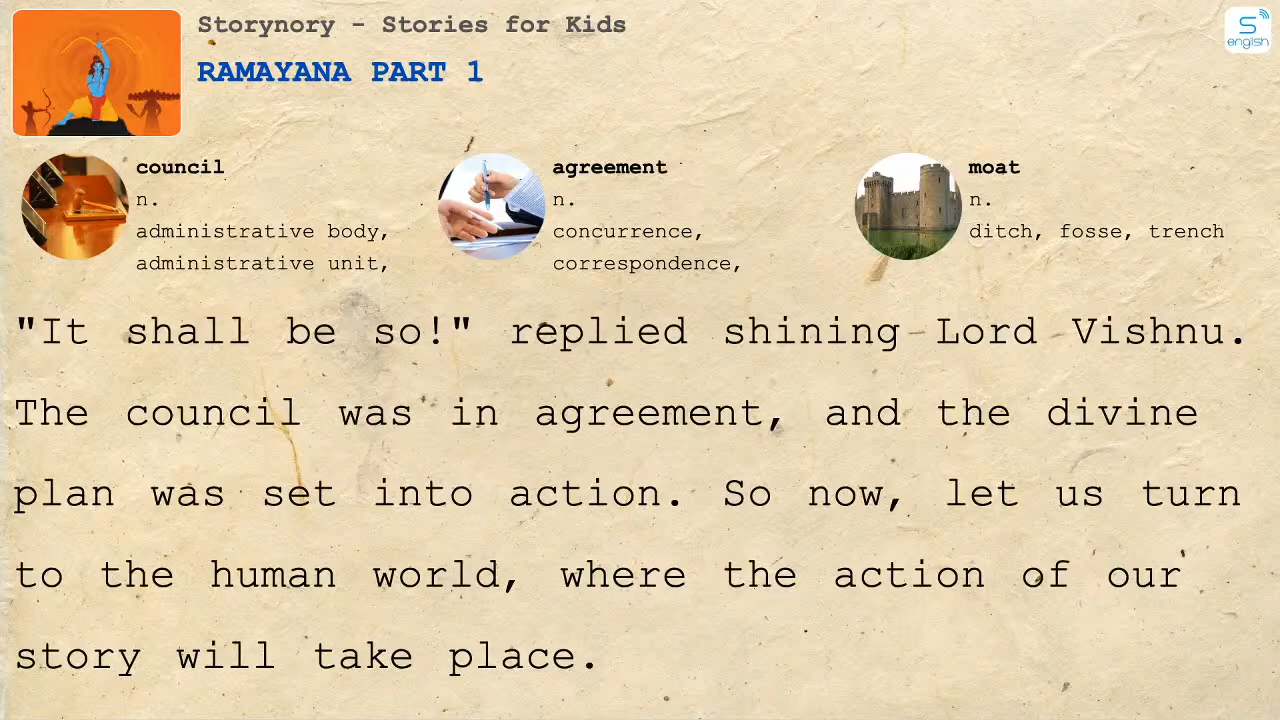 Storynory - Stories for Kids
RAMAYANA PART 1
S
english
council
n.
administrative body,
administrative unit,
agreement
n.
concurrence,
correspondence,
moat
n.
ditch, fosse, trench
"It shall be so!" replied shining Lord Vishnu.
The council was in agreement, and the divine
plan was set into action. So now, let us turn
to the human world, where the action of our
story will take place.